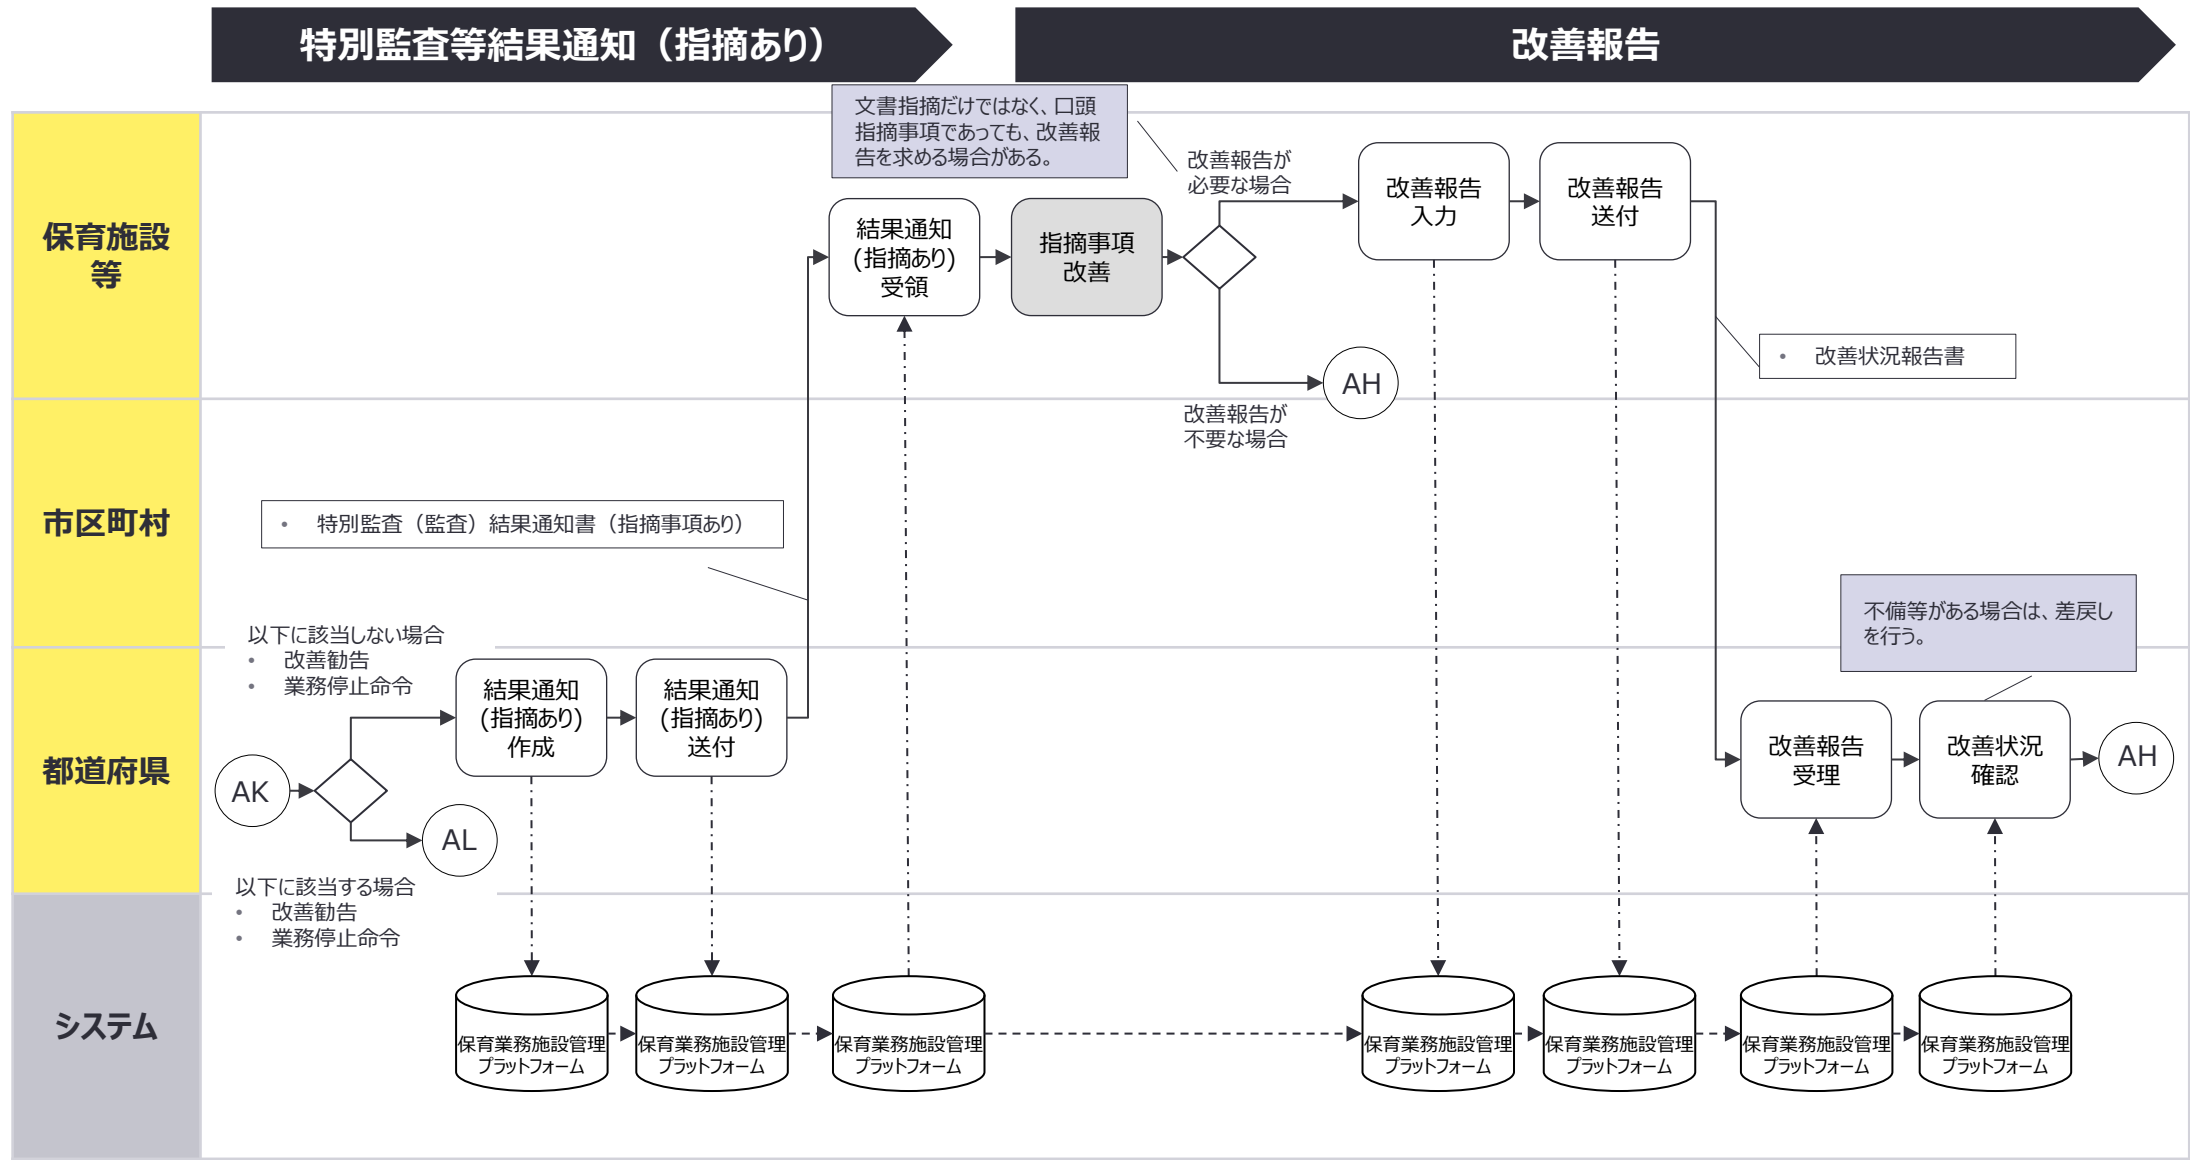 特別監査等結果通知（指摘あり）
改善報告
保育施設
等
文書指摘だけではなく、口頭
指摘事項であっても、改善報
告を求める場合がある。
結果通知
(指摘あり)
受領
指摘事項
改善
改善報告が
必要な場合
改善報告
入力
改善報告
送付
• 改善状況報告書
AH
改善報告が
不要な場合
市区町村
• 特別監査（監査）結果通知書（指摘事項あり）
不備等がある場合は、差戻し
を行う。
都道府県
以下に該当しない場合
• 改善勧告
• 業務停止命令
AK
結果通知
(指摘あり)
作成
結果通知
(指摘あり)
送付
AL
改善報告
受理
改善状況
確認
AH
以下に該当する場合
• 改善勧告
• 業務停止命令
システム
保育業務施設管理
プラットフォーム
保育業務施設管理
プラットフォーム
保育業務施設管理
プラットフォーム
保育業務施設管理
プラットフォーム
保育業務施設管理
プラットフォーム
保育業務施設管理
プラットフォーム
保育業務施設管理
プラットフォーム